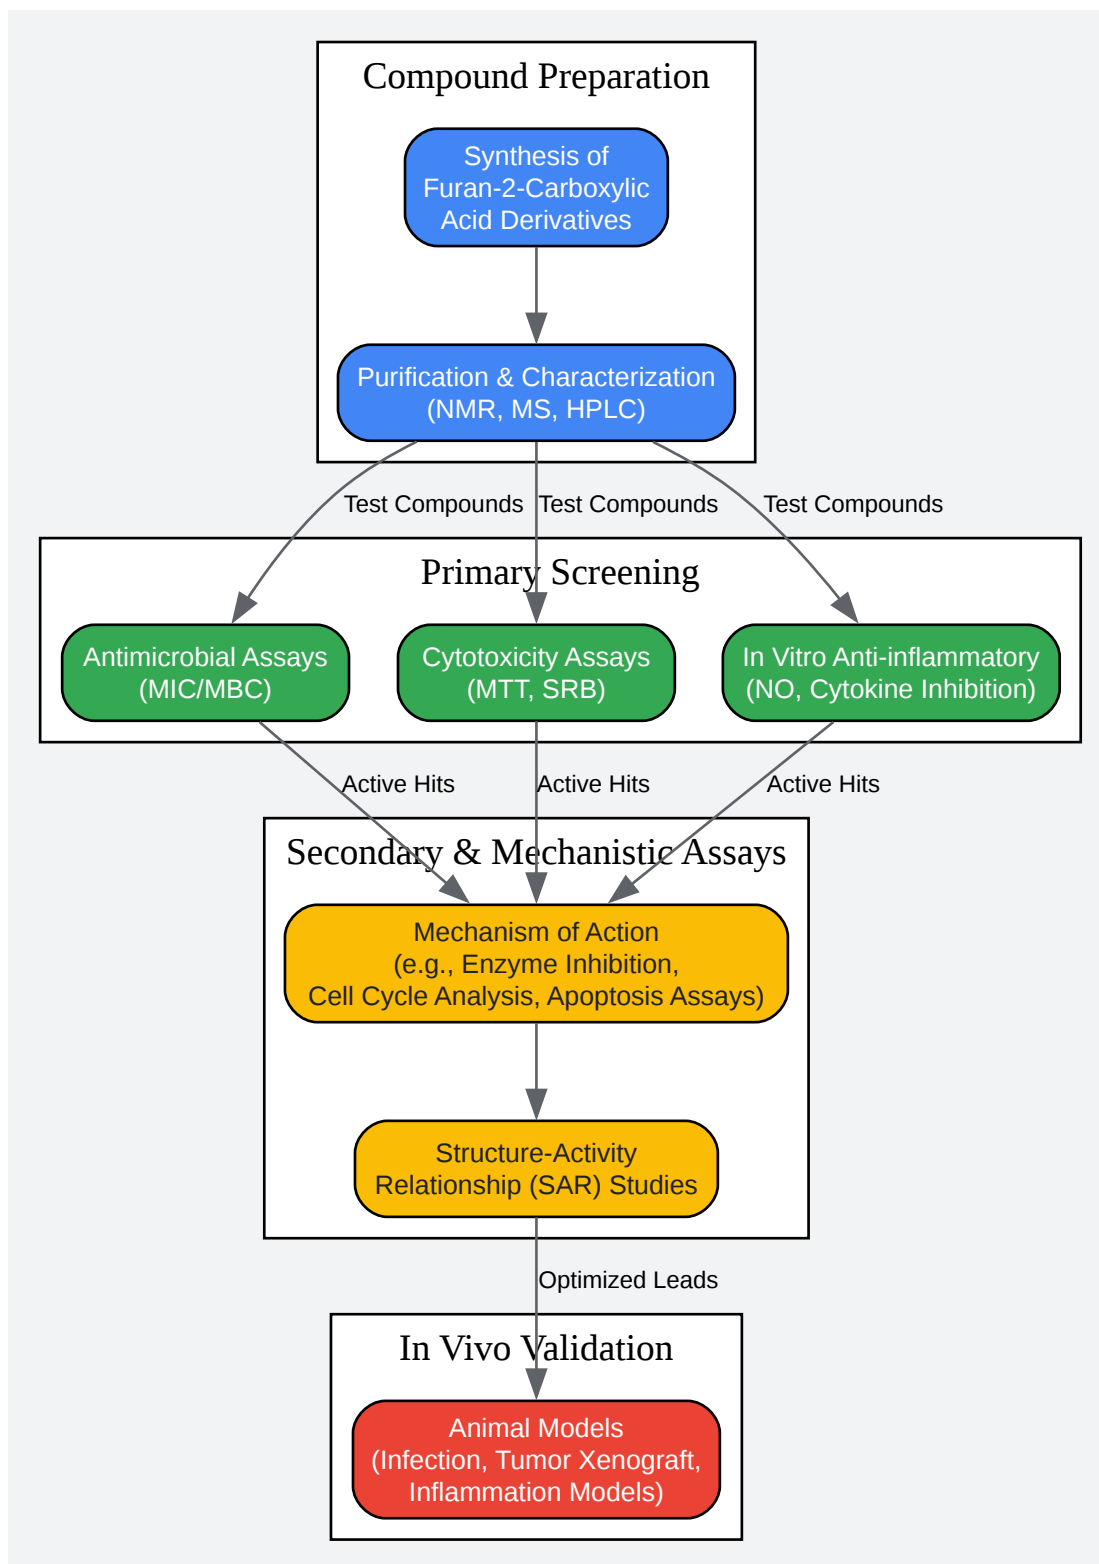 Compound Preparation
Synthesis of
Furan-2-Carboxylic
Acid Derivatives
Purification & Characterization
(NMR, MS, HPLC)
Test Compounds
Test Compounds
Test Compounds
Primary Screening
Antimicrobial Assays
(MIC/MBC)
Cytotoxicity Assays
(MTT, SRB)
In Vitro Anti-inflammatory
(NO, Cytokine Inhibition)
Active Hits
Active Hits
Active Hits
Secondary & Mechanistic Assays
Mechanism of Action
(e.g., Enzyme Inhibition,
Cell Cycle Analysis, Apoptosis Assays)
Structure-Activity
Relationship (SAR) Studies
Optimized Leads
In Vivo Validation
Animal Models
(Infection, Tumor Xenograft,
Inflammation Models)